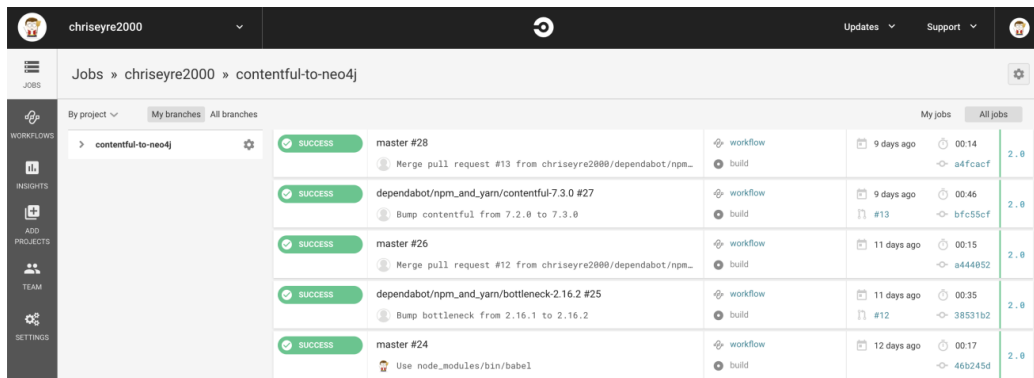 chriseyre2000
Updates
Support
JOBS
Jobs » chriseyre2000 » contentful-to-neo4j
WORKFLOWS
INSIGHTS
ADD
PROJECTS
TEAM
SETTINGS
By project
My branches
All branches
My jobs
All jobs
contentful-to-neo4j
SUCCESS
master #28
Merge pull request #13 from chriseyre2000/dependabot/npm…
workflow
build
9 days ago
00:14
a4fcacf
2.0
SUCCESS
dependabot/npm_and_yarn/contentful-7.3.0 #27
Bump contentful from 7.2.0 to 7.3.0
workflow
build
9 days ago
00:46
#13
bfc55cf
2.0
SUCCESS
master #26
Merge pull request #12 from chriseyre2000/dependabot/npm…
workflow
build
11 days ago
00:15
a444052
2.0
SUCCESS
dependabot/npm_and_yarn/bottleneck-2.16.2 #25
Bump bottleneck from 2.16.1 to 2.16.2
workflow
build
11 days ago
00:35
#12
38531b2
2.0
SUCCESS
master #24
Use node_modules/bin/babel
workflow
build
12 days ago
00:17
46b245d
2.0